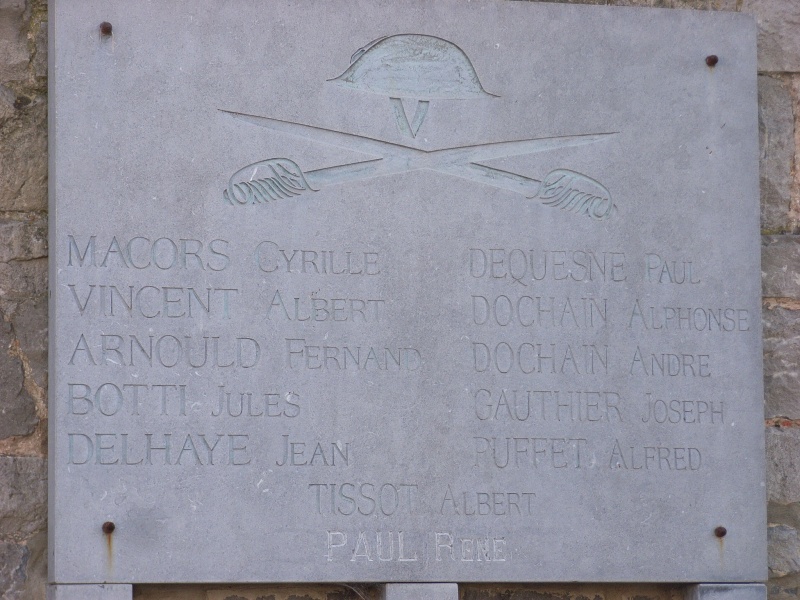 MACORS CYRILLE DEQUESNE PAUL
VINCENT ALBERT DOCHAIN ALPHONSE
ARNOULD FERNAND DOCHAIN ANDRE
BOTTI JULES GAUTHIER JOSEPH
DELHAYE JEAN PUFFET ALFRED
TISSOT ALBERT
PAUL RENÉ